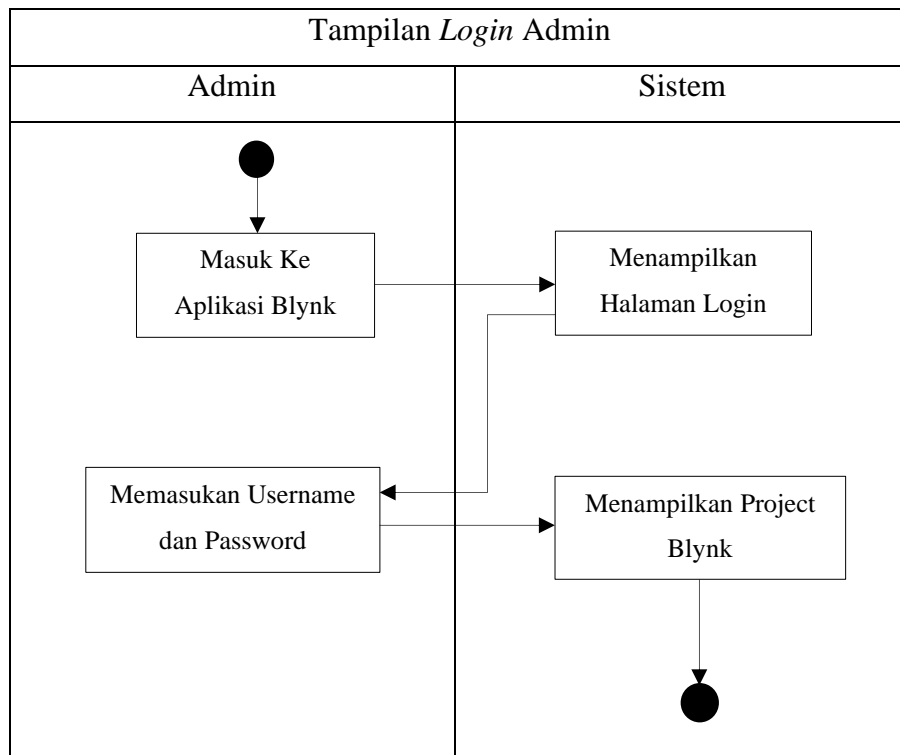 Tampilan Login Admin
Admin
Sistem
Masuk Ke
Aplikasi Blynk
Menampilkan
Halaman Login
Memasukan Username
dan Password
Menampilkan Project
Blynk